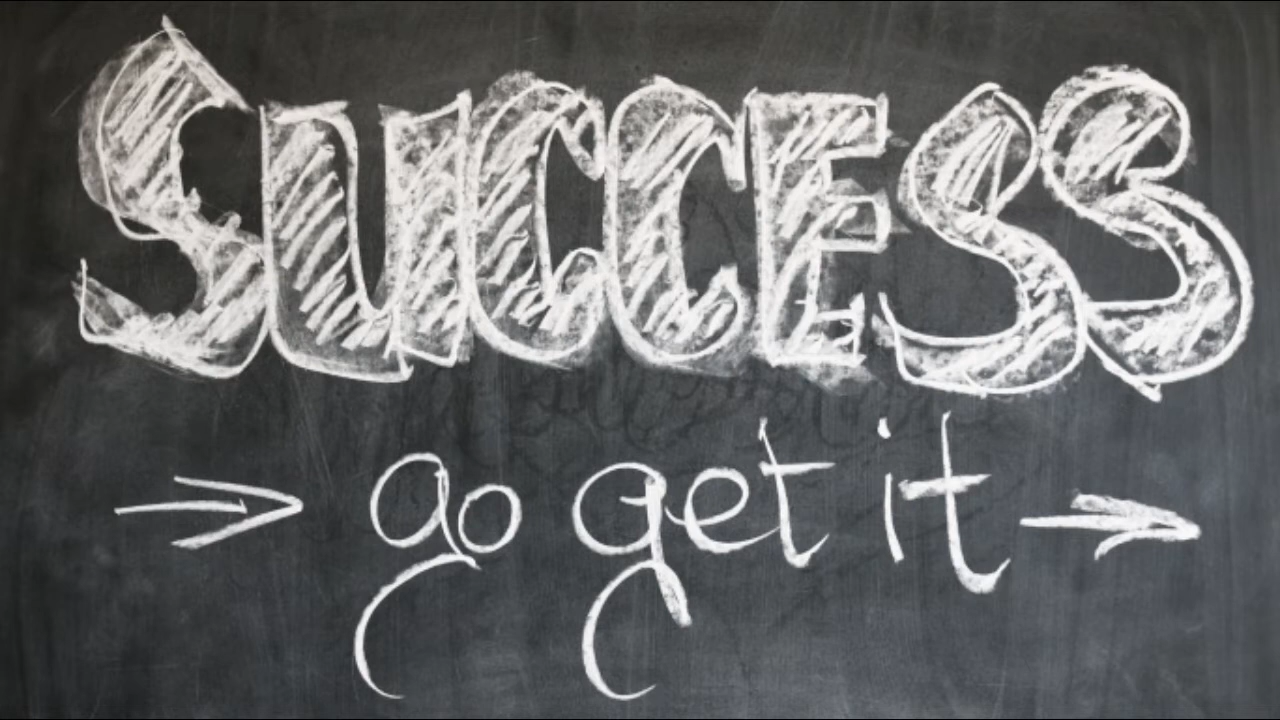 SUCCESS
→ go get it →